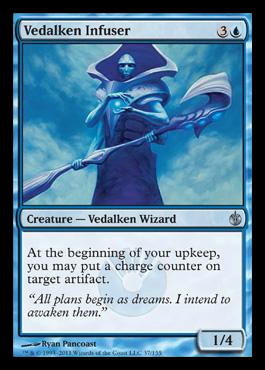 Vedalken Infuser 3
Creature — Vedalken Wizard
At the beginning of your upkeep,
you may put a charge counter on
target artifact.
“All plans begin as dreams. I intend to
awaken them.”
Ryan Pancoast
™ & © 1993–2011 Wizards of the Coast LLC 37/155
1/4